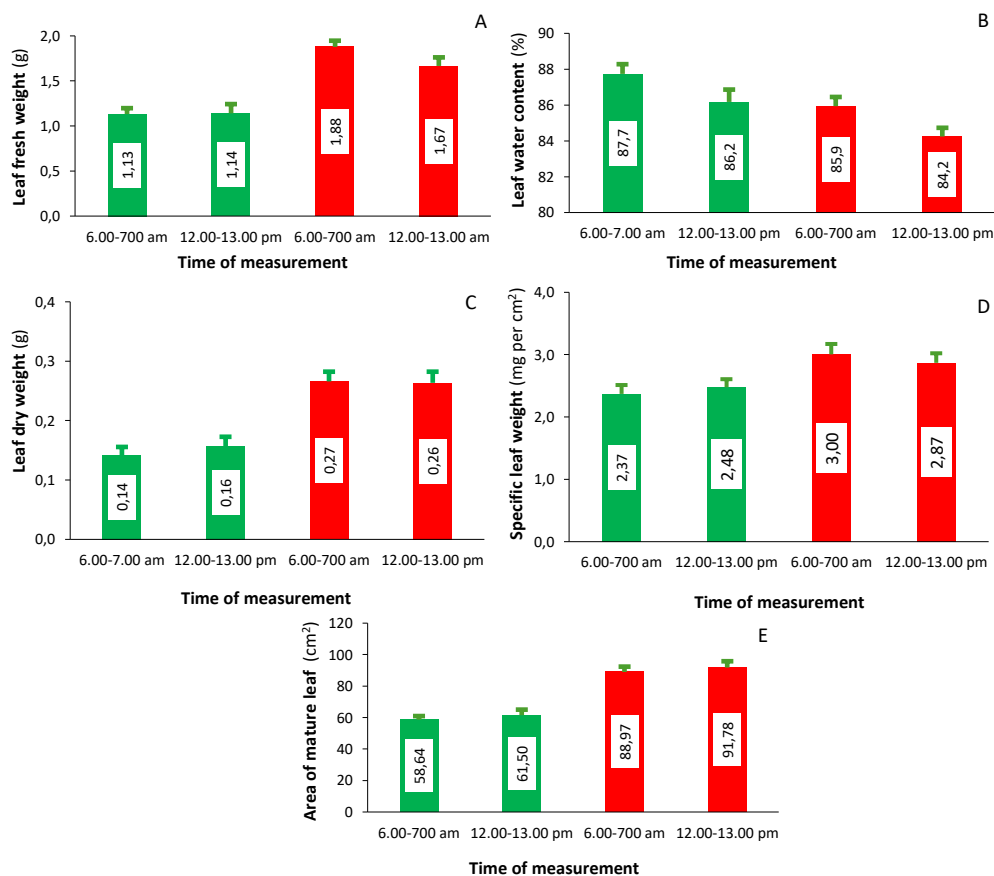 A
Leaf fresh weight (g)
2,0
1,5
1,0
0,5
0,0
1,13
1,14
1,88
1,67
6.00-700 am 12.00-13.00 pm 6.00-700 am 12.00-13.00 am
Time of measurement
B
Leaf water content (%)
90
88
86
84
82
80
87,7
86,2
85,9
84,2
6.00-7.00 am 12.00-13.00 pm 6.00-700 am 12.00-13.00 pm
Time of measurement
C
Leaf dry weight (g)
0,4
0,3
0,2
0,1
0,0
0,14
0,16
0,27
0,26
6.00-7.00 am 12.00-13.00 pm 6.00-700 am 12.00-13.00 pm
Time of measurement
D
Specific leaf weight (mg per cm²)
4,0
3,0
2,0
1,0
0,0
2,37
2,48
3,00
2,87
6.00-700 am 12.00-13.00 pm 6.00-700 am 12.00-13.00 pm
Time of measurement
E
Area of mature leaf (cm²)
120
100
80
60
40
20
0
58,64
61,50
88,97
91,78
6.00-700 am 12.00-13.00 pm 6.00-700 am 12.00-13.00 pm
Time of measurement